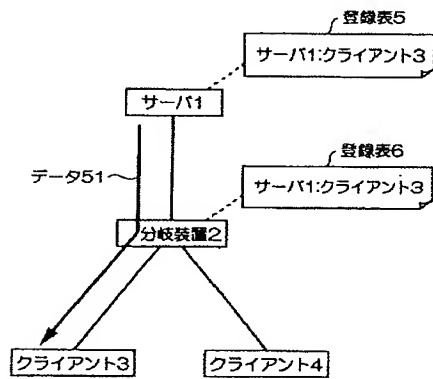 登録表5
サーバ1:クライアント3
サーバ1
登録表6
データ51
サーバ1:クライアント3
分岐装置2
クライアント3
クライアント4